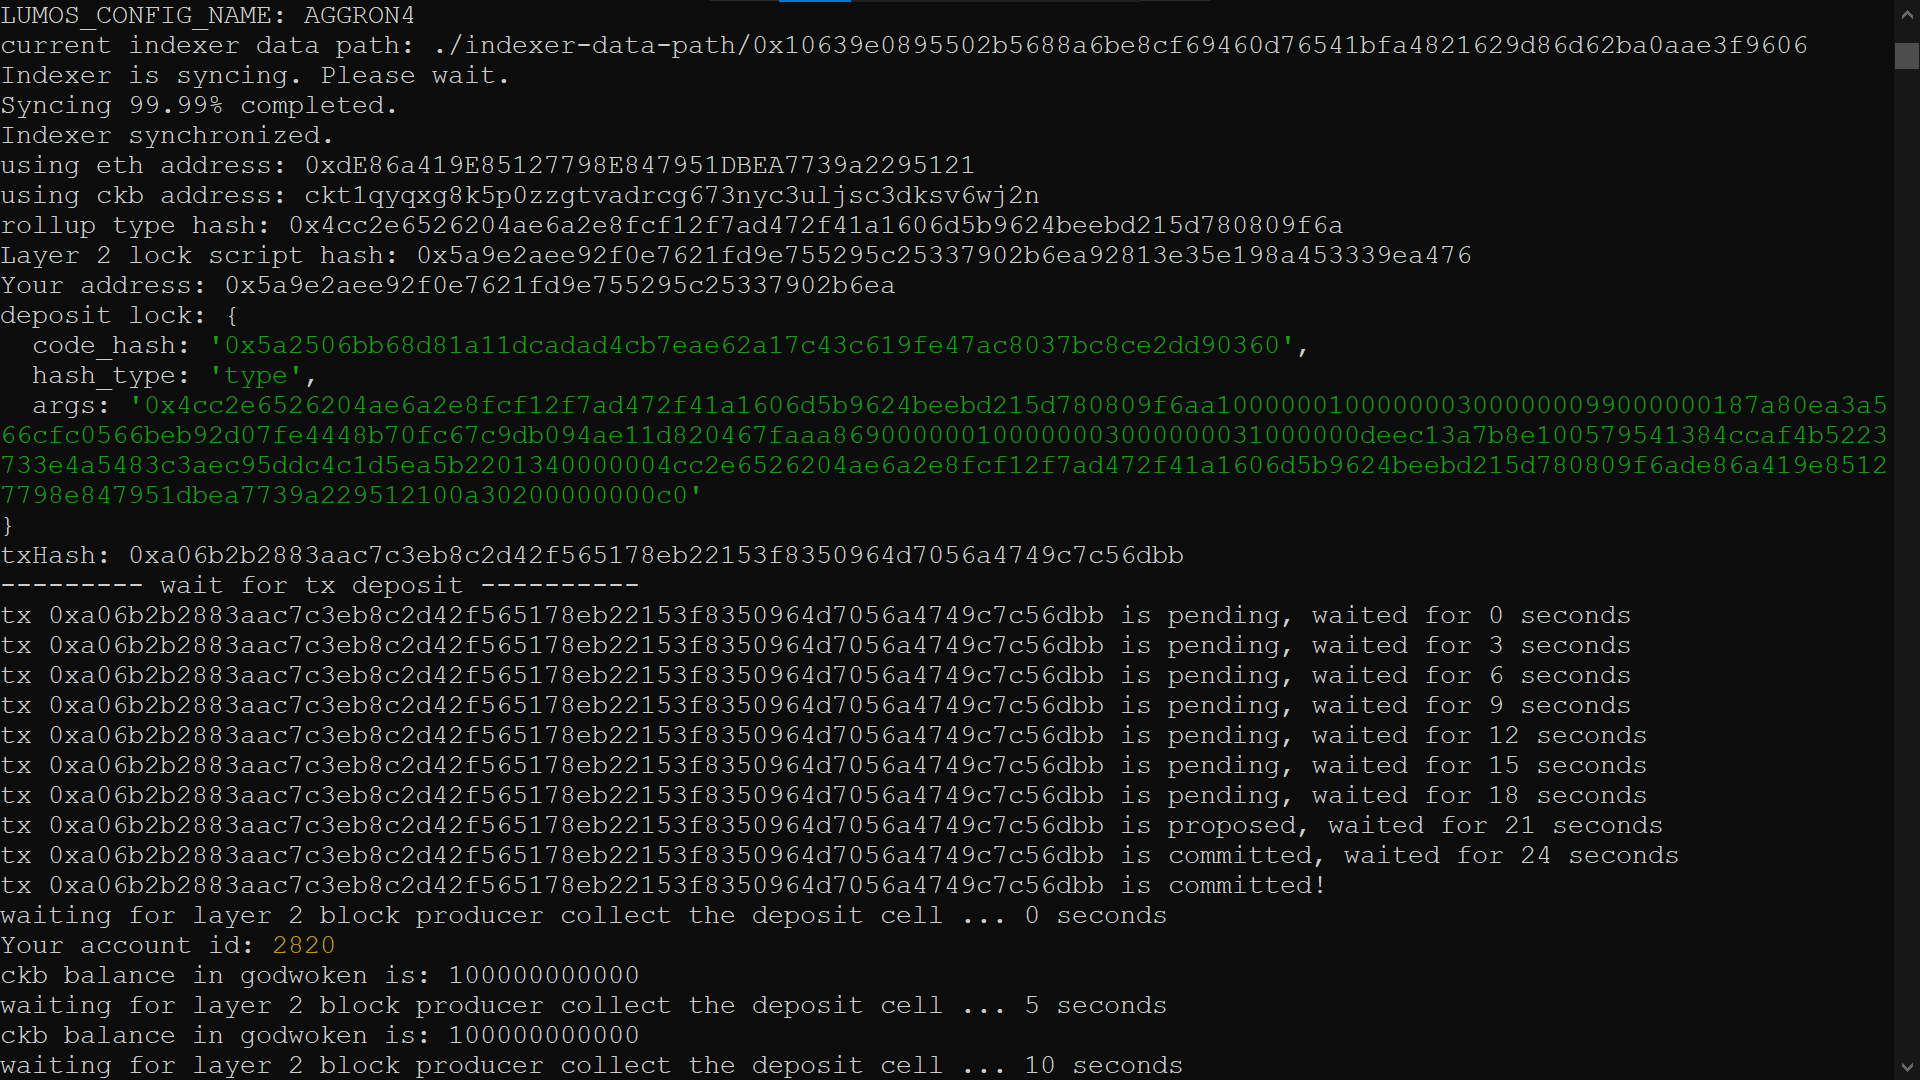 LUMOS_CONFIG_NAME: AGGRON4
current indexer data path: ./indexer-data-path/0x10639e0895502b5688a6be8cf69460d76541bfa4821629d86d62ba0aae3f9606
Indexer is syncing. Please wait.
Syncing 99.99% completed.
Indexer synchronized.
using eth address: 0xdE86a419E85127798E847951DBEA7739a2295121
using ckb address: ckt1qyqxg8k5p0zzgtvadrcg673nyc3uljsc3dksv6wj2n
rollup type hash: 0x4cc2e6526204ae6a2e8fcf12f7ad472f41a1606d5b9624beebd215d780809f6a
Layer 2 lock script hash: 0x5a9e2aee92f0e7621fd9e755295c25337902b6ea92813e35e198a453339ea476
Your address: 0x5a9e2aee92f0e7621fd9e755295c25337902b6ea
deposit lock: {
  code_hash: '0x5a2506bb68d81a11dcadad4cb7eae62a17c43c619fe47ac8037bc8ce2dd90360',
  hash_type: 'type',
  args: '0x4cc2e6526204ae6a2e8fcf12f7ad472f41a1606d5b9624beebd215d780809f6aa10000001000000030000000099000000187a80ea3a5
66cfc0566beb92d07fe4448b70fc67c9db094ae11d820467faaa8690000000100000003000000031000000deec13a7b8e100579541384ccaf4b5223
733e4a5483c3aec95ddc4c1d5ea5b2201340000004cc2e6526204ae6a2e8fcf12f7ad472f41a1606d5b9624beebd215d780809f6ade86a419e8512
7798e847951dbea7739a229512100a30200000000c0'
}
txHash: 0xa06b2b2883aac7c3eb8c2d42f565178eb22153f8350964d7056a4749c7c56dbb
--------- wait for tx deposit ----------
tx 0xa06b2b2883aac7c3eb8c2d42f565178eb22153f8350964d7056a4749c7c56dbb is pending, waited for 0 seconds
tx 0xa06b2b2883aac7c3eb8c2d42f565178eb22153f8350964d7056a4749c7c56dbb is pending, waited for 3 seconds
tx 0xa06b2b2883aac7c3eb8c2d42f565178eb22153f8350964d7056a4749c7c56dbb is pending, waited for 6 seconds
tx 0xa06b2b2883aac7c3eb8c2d42f565178eb22153f8350964d7056a4749c7c56dbb is pending, waited for 9 seconds
tx 0xa06b2b2883aac7c3eb8c2d42f565178eb22153f8350964d7056a4749c7c56dbb is pending, waited for 12 seconds
tx 0xa06b2b2883aac7c3eb8c2d42f565178eb22153f8350964d7056a4749c7c56dbb is pending, waited for 15 seconds
tx 0xa06b2b2883aac7c3eb8c2d42f565178eb22153f8350964d7056a4749c7c56dbb is pending, waited for 18 seconds
tx 0xa06b2b2883aac7c3eb8c2d42f565178eb22153f8350964d7056a4749c7c56dbb is proposed, waited for 21 seconds
tx 0xa06b2b2883aac7c3eb8c2d42f565178eb22153f8350964d7056a4749c7c56dbb is committed, waited for 24 seconds
tx 0xa06b2b2883aac7c3eb8c2d42f565178eb22153f8350964d7056a4749c7c56dbb is committed!
waiting for layer 2 block producer collect the deposit cell ... 0 seconds
Your account id: 2820
ckb balance in godwoken is: 100000000000
waiting for layer 2 block producer collect the deposit cell ... 5 seconds
ckb balance in godwoken is: 100000000000
waiting for layer 2 block producer collect the deposit cell ... 10 seconds